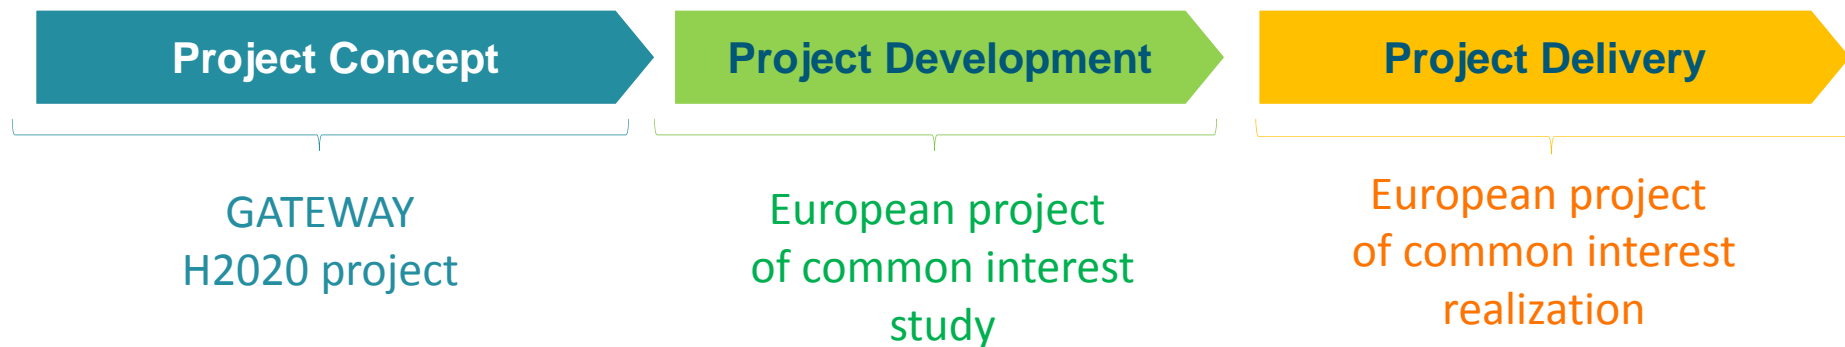 Project Concept
Project Development
Project Delivery
GATEWAY
H2020 project
European project
of common interest
study
European project
of common interest
realization